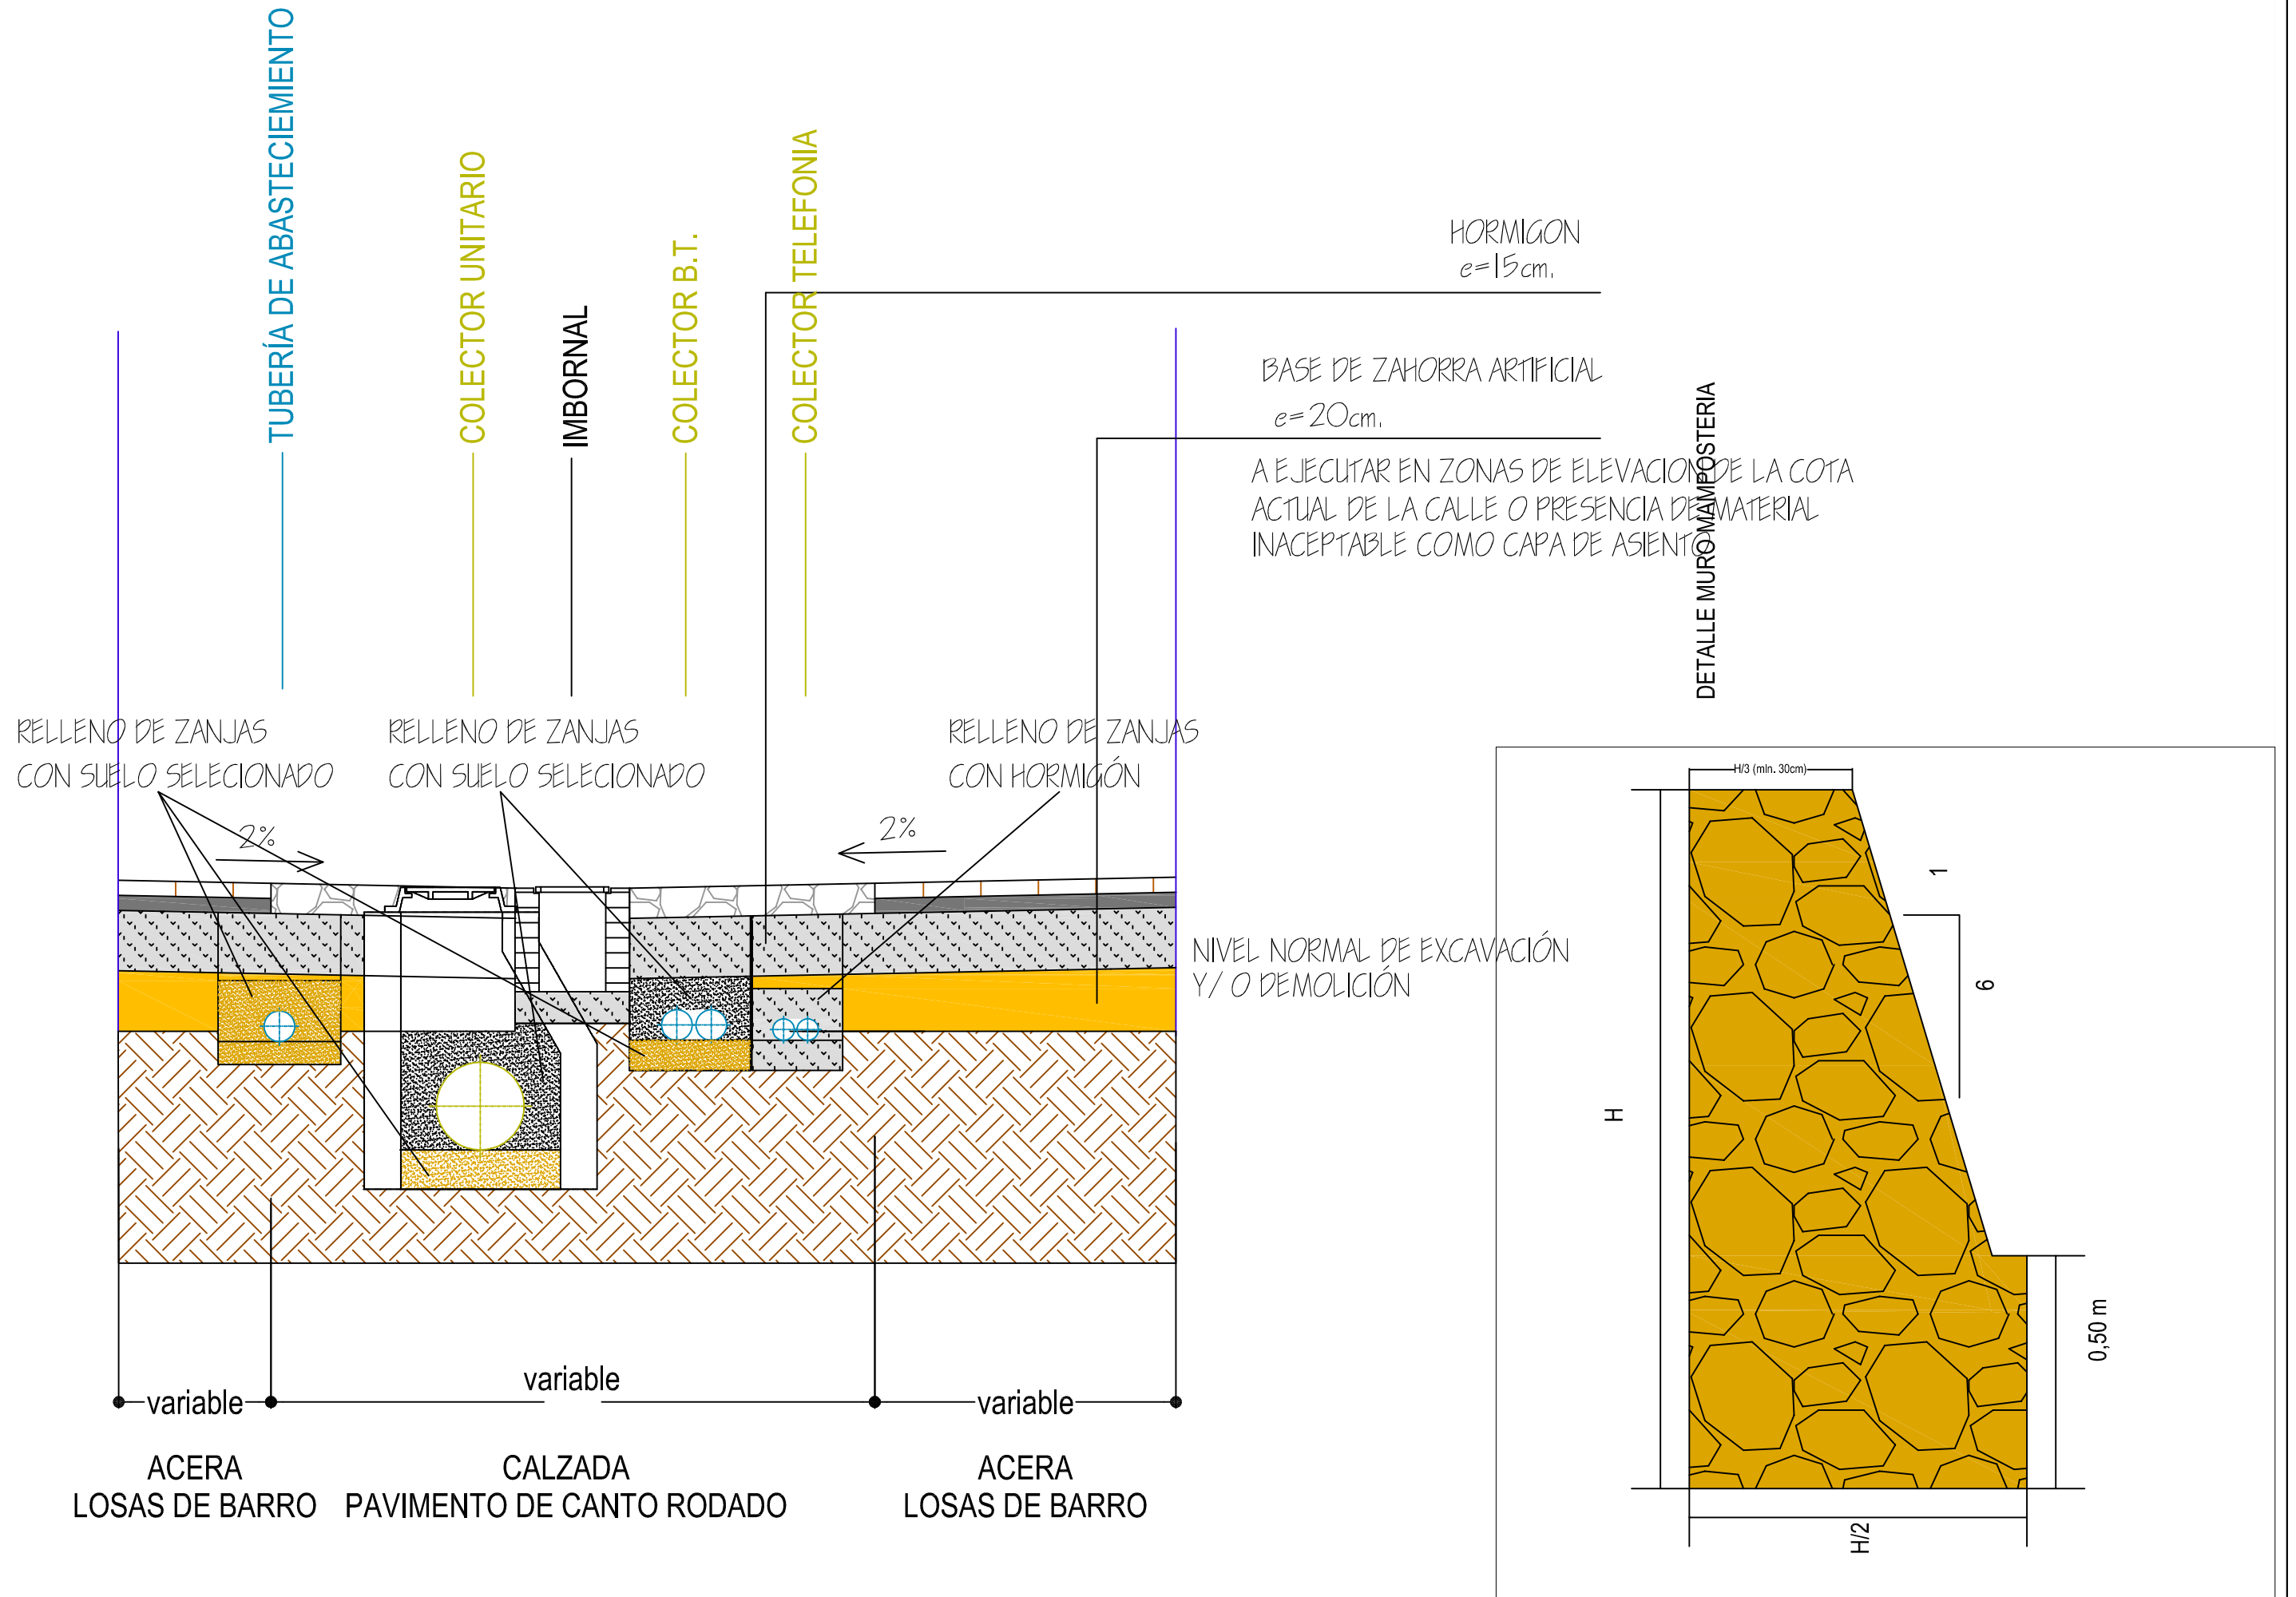 TUBERÍA DE ABASTECIEMIENTO
COLECTOR UNITARIO
IMBORNAL
COLECTOR B.T.
COLECTOR TELEFONIA
HORMIGON
e=15cm.
BASE DE ZAHORRA ARTIFICIAL
e=20cm.
A EJECUTAR EN ZONAS DE ELEVACION DE LA COTA
ACTUAL DE LA CALLE O PRESENCIA DE MATERIAL
INACEPTABLE COMO CAPA DE ASIENTO
RELLENO DE ZANJAS
CON SUELO SELECIONADO
RELLENO DE ZANJAS
CON SUELO SELECIONADO
RELLENO DE ZANJAS
CON HORMIGÓN
2%
2%
NIVEL NORMAL DE EXCAVACIÓN
Y/ O DEMOLICIÓN
variable
variable
variable
ACERA
LOSAS DE BARRO
CALZADA
PAVIMENTO DE CANTO RODADO
ACERA
LOSAS DE BARRO
DETALLE MURO MAMPOSTERIA
H/3 (min. 30cm)
1
6
H
0,50 m
H/2